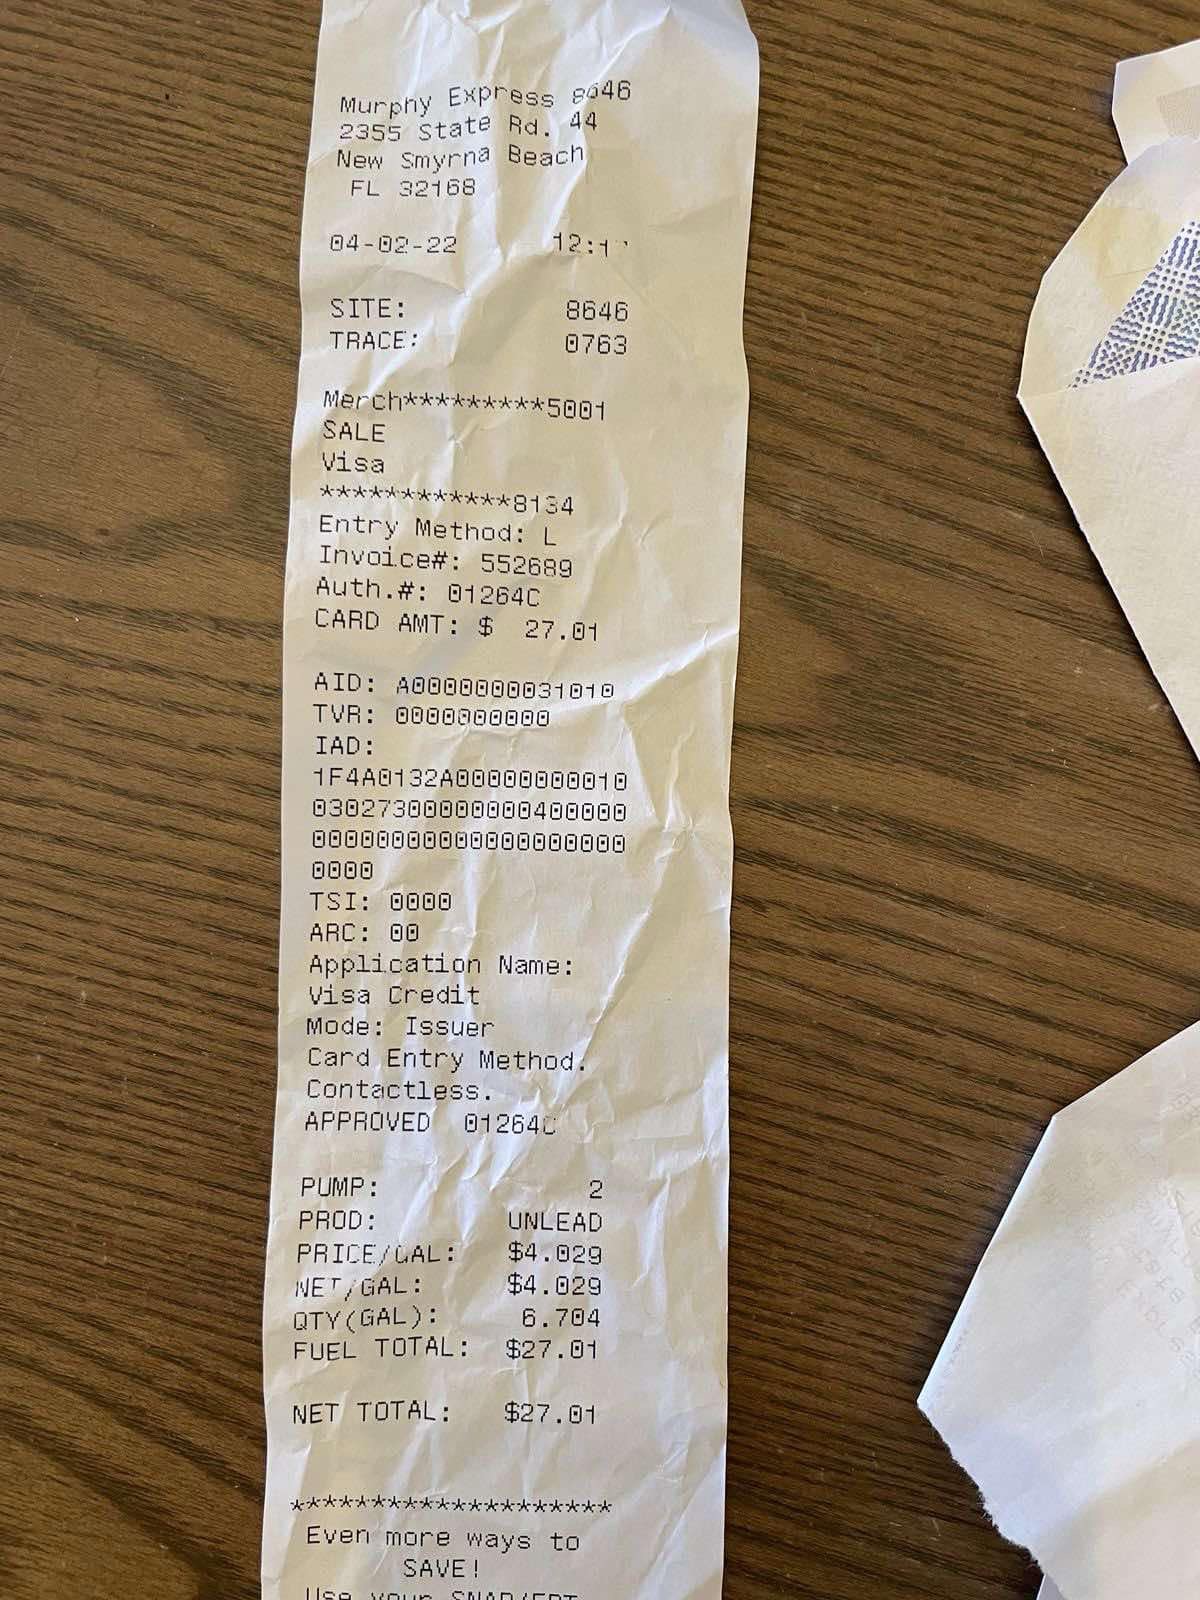 Murphy Express 8646
2355 State Rd. 44
New Smyrna Beach
FL 32168
04-02-22
SITE: 8646
TRACE: 0763
Merch*********5001
SALE
Visa
************8134
Entry Method: L
Invoice#: 552689
Auth.#: 01264C
CARD AMT: $ 27.01
AID: A0000000031010
TVR: 0000000000
IAD:
1F4A0132A00000000010
03027300000000400000
00000000000000000000
0000
TSI: 0000
ARC: 00
Application Name:
Visa Credit
Mode: Issuer
Card Entry Method:
Contactless.
APPROVED 01264C
PUMP: 2
PROD: UNLEAD
PRICE/GAL: $4.029
NET/GAL: $4.029
QTY(GAL): 6.704
FUEL TOTAL: $27.01
NET TOTAL: $27.01
********************
Even more ways to
SAVE!
Use your SNAP/EBT